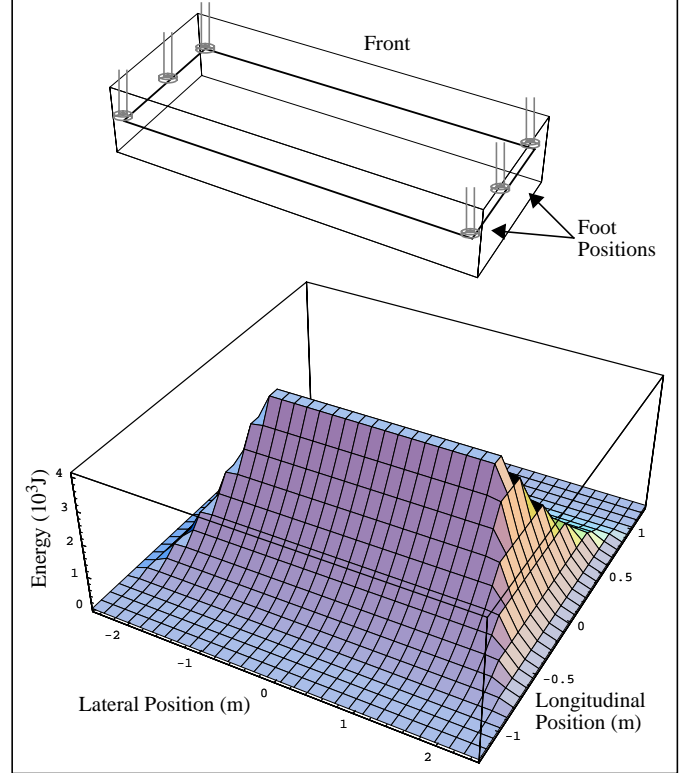 Front
Foot
Positions
Energy (10³J)
4
3
2
1
0
-2
-1
0
1
2
Lateral Position (m)
1
0.5
0
-0.5
-1
Longitudinal
Position (m)